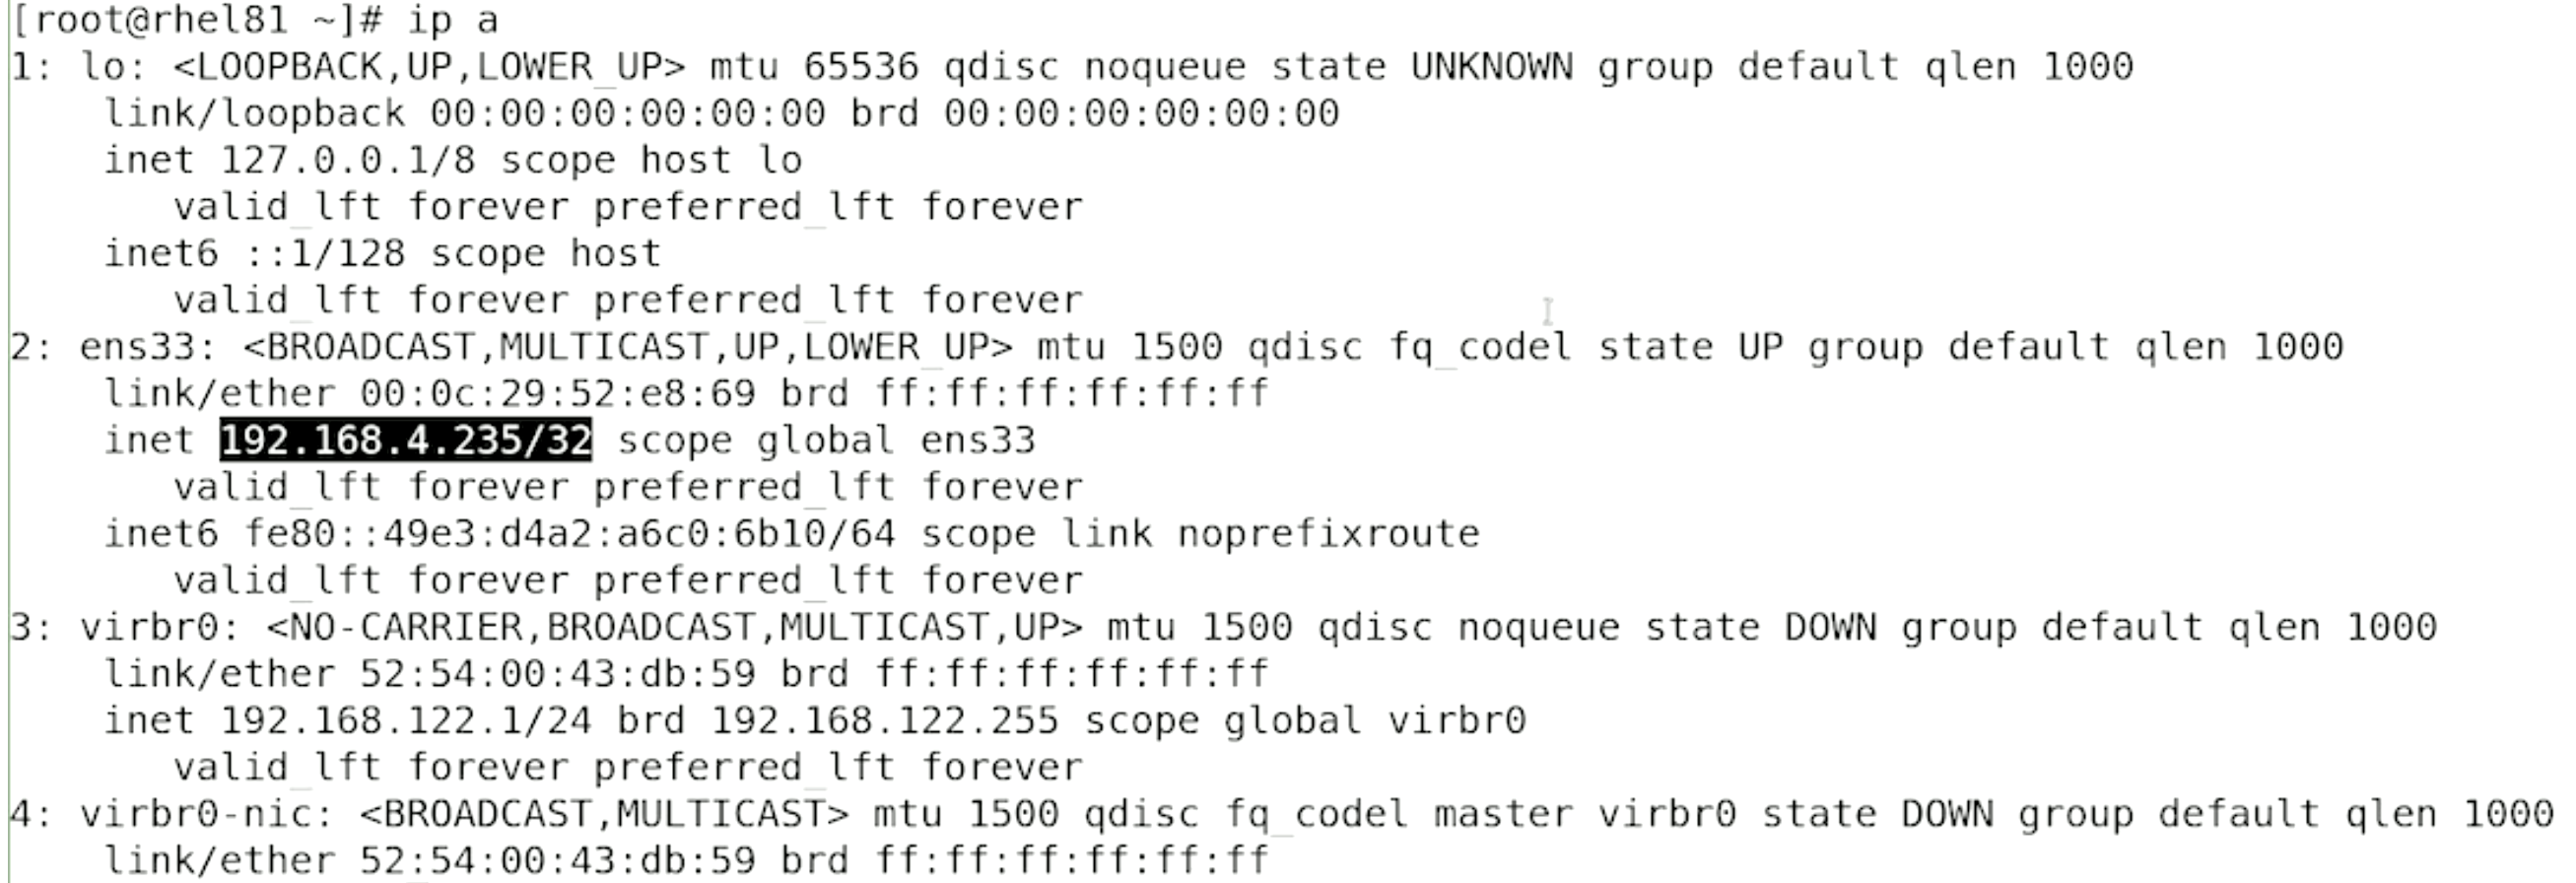 [root@rhel81 ~]# ip a
1: lo: <LOOPBACK,UP,LOWER_UP> mtu 65536 qdisc noqueue state UNKNOWN group default qlen 1000
link/loopback 00:00:00:00:00:00 brd 00:00:00:00:00:00
inet 127.0.0.1/8 scope host lo
valid_lft forever preferred_lft forever
inet6 ::1/128 scope host
valid_lft forever preferred_lft forever
2: ens33: <BROADCAST,MULTICAST,UP,LOWER_UP> mtu 1500 qdisc fq_codel state UP group default qlen 1000
link/ether 00:0c:29:52:e8:69 brd ff:ff:ff:ff:ff:ff
inet 192.168.4.235/32 scope global ens33
valid_lft forever preferred_lft forever
inet6 fe80::49e3:d4a2:a6c0:6b10/64 scope link noprefixroute
valid_lft forever preferred_lft forever
3: virbr0: <NO-CARRIER,BROADCAST,MULTICAST,UP> mtu 1500 qdisc noqueue state DOWN group default qlen 1000
link/ether 52:54:00:43:db:59 brd ff:ff:ff:ff:ff:ff
inet 192.168.122.1/24 brd 192.168.122.255 scope global virbr0
valid_lft forever preferred_lft forever
4: virbr0-nic: <BROADCAST,MULTICAST> mtu 1500 qdisc fq_codel master virbr0 state DOWN group default qlen 1000
link/ether 52:54:00:43:db:59 brd ff:ff:ff:ff:ff:ff